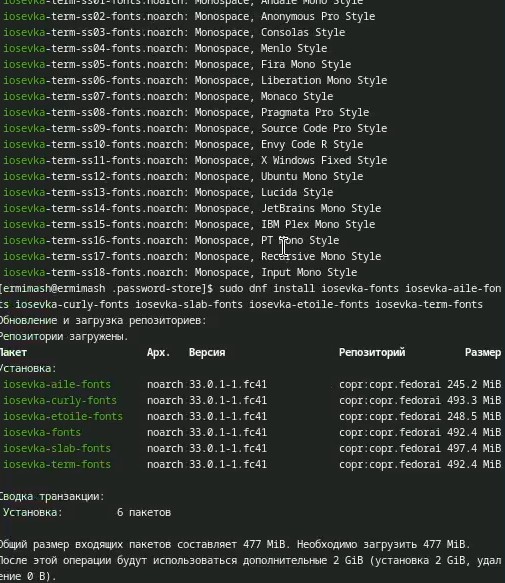 iosevka-term-ss01-fonts.noarch: Monospace, Andale Mono Style
iosevka-term-ss02-fonts.noarch: Monospace, Anonymous Pro Style
iosevka-term-ss03-fonts.noarch: Monospace, Consolas Style
iosevka-term-ss04-fonts.noarch: Monospace, Menlo Style
iosevka-term-ss05-fonts.noarch: Monospace, Fira Mono Style
iosevka-term-ss06-fonts.noarch: Monospace, Liberation Mono Style
iosevka-term-ss07-fonts.noarch: Monospace, Monaco Style
iosevka-term-ss08-fonts.noarch: Monospace, Pragmata Pro Style
iosevka-term-ss09-fonts.noarch: Monospace, Source Code Pro Style
iosevka-term-ss10-fonts.noarch: Monospace, Envy Code R Style
iosevka-term-ss11-fonts.noarch: Monospace, X Windows Fixed Style
iosevka-term-ss12-fonts.noarch: Monospace, Ubuntu Mono Style
iosevka-term-ss13-fonts.noarch: Monospace, Lucida Style
iosevka-term-ss14-fonts.noarch: Monospace, JetBrains Mono Style
iosevka-term-ss15-fonts.noarch: Monospace, IBM Plex Mono Style
iosevka-term-ss16-fonts.noarch: Monospace, PT Mono Style
iosevka-term-ss17-fonts.noarch: Monospace, Recursive Mono Style
iosevka-term-ss18-fonts.noarch: Monospace, Input Mono Style
[ermimash@ermimash .password-store]$ sudo dnf install iosevka-fonts iosevka-aile-fon
ts iosevka-curly-fonts iosevka-slab-fonts iosevka-etoile-fonts iosevka-term-fonts
Обновление и загрузка репозиториев:
Репозитории загружены.
Пакет Арх. Версия Репозиторий Размер
Установка:
iosevka-aile-fonts noarch 33.0.1-1.fc41 copr:copr.fedorai 245.2 MiB
iosevka-curly-fonts noarch 33.0.1-1.fc41 copr:copr.fedorai 493.3 MiB
iosevka-etoile-fonts noarch 33.0.1-1.fc41 copr:copr.fedorai 248.5 MiB
iosevka-fonts noarch 33.0.1-1.fc41 copr:copr.fedorai 492.4 MiB
iosevka-slab-fonts noarch 33.0.1-1.fc41 copr:copr.fedorai 497.4 MiB
iosevka-term-fonts noarch 33.0.1-1.fc41 copr:copr.fedorai 492.4 MiB
Сводка транзакции:
Установка: 6 пакетов
Общий размер входящих пакетов составляет 477 MiB. Необходимо загрузить 477 MiB.
После этой операции будут использоваться дополнительные 2 GiB (установка 2 GiB, удал
ение 0 B).